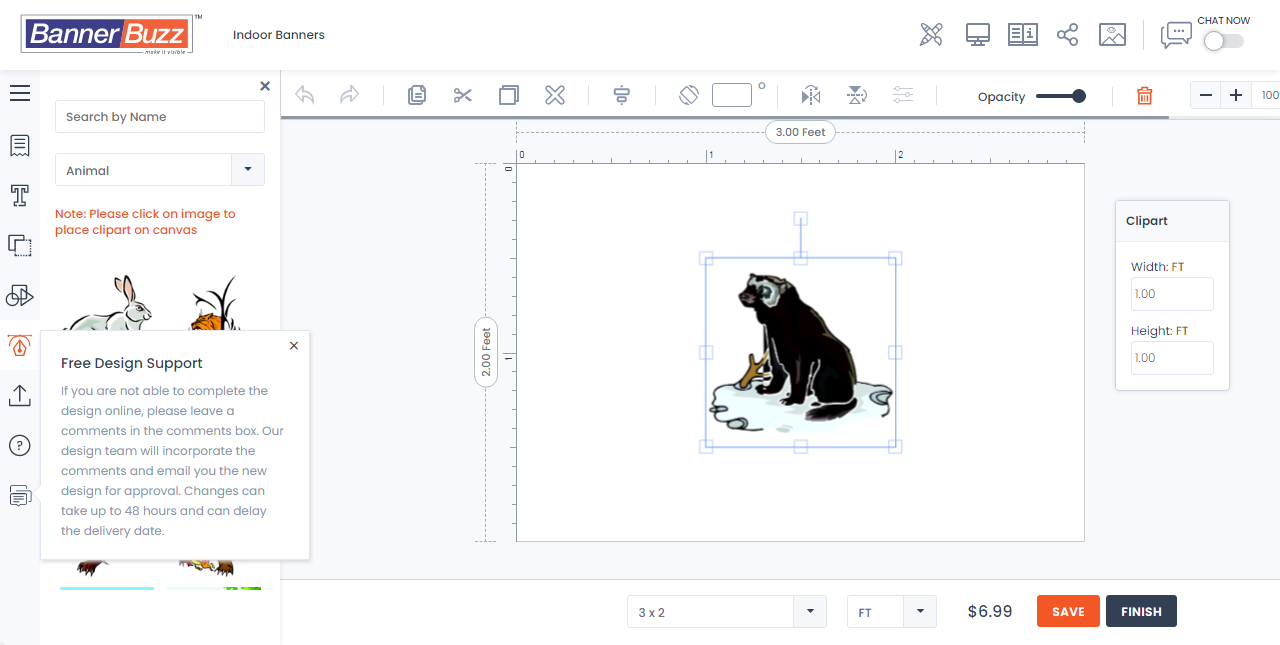 BannerBuzz™
make it visible
Indoor Banners
CHAT NOW
Search by Name
Animal
Note: Please click on image to
place clipart on canvas
Free Design Support
If you are not able to complete the
design online, please leave a
comments in the comments box. Our
design team will incorporate the
comments and email you the new
design for approval. Changes can
take up to 48 hours and can delay
the delivery date.
Opacity
100
3.00 Feet
0
1
2
0
1
2.00 Feet
Clipart
Width: FT
1.00
Height: FT
1.00
3 x 2
FT
$6.99
SAVE
FINISH